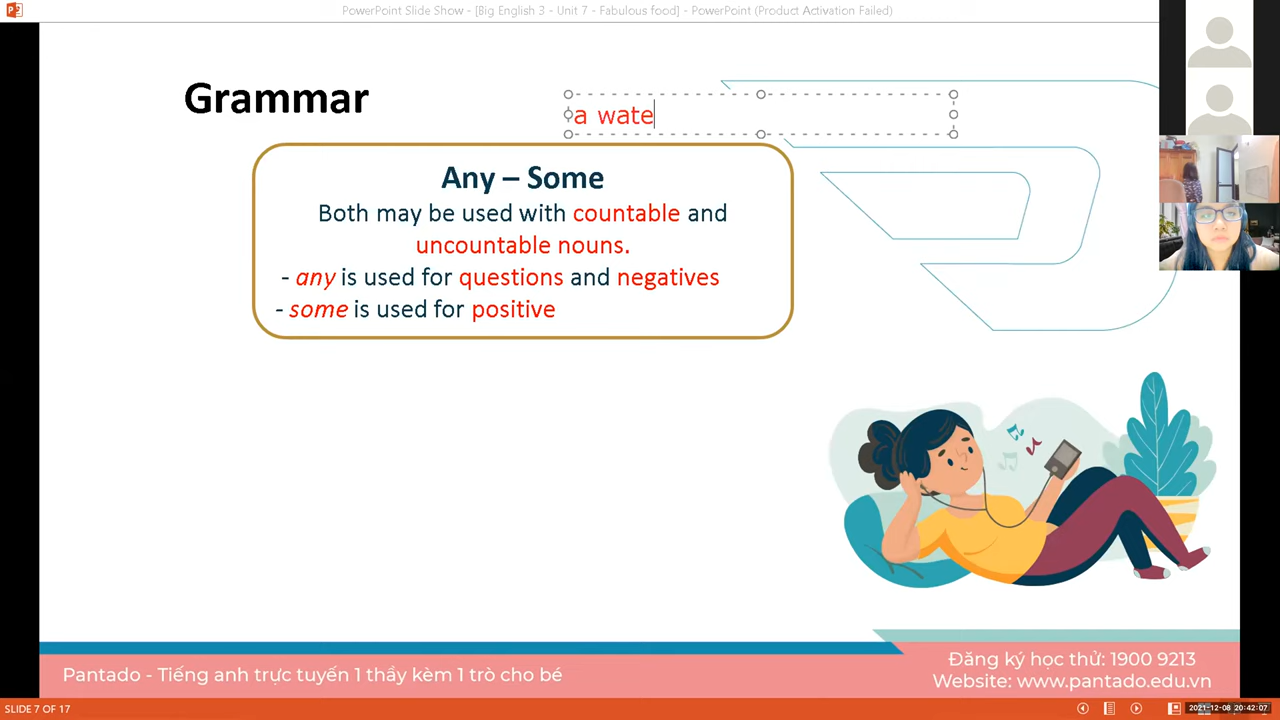 PowerPoint Slide Show - [Big English 3 - Unit 7 - Fabulous food] - PowerPoint (Product Activation Failed)
Grammar
a wate
Any – Some
Both may be used with countable and
uncountable nouns.
- any is used for questions and negatives
- some is used for positive
Pantado - Tiếng anh trực tuyến 1 thầy kèm 1 trò cho bé
Đăng ký học thử: 1900 9213
Website: www.pantado.edu.vn
SLIDE 7 OF 17
2021-12-08 20:42:07